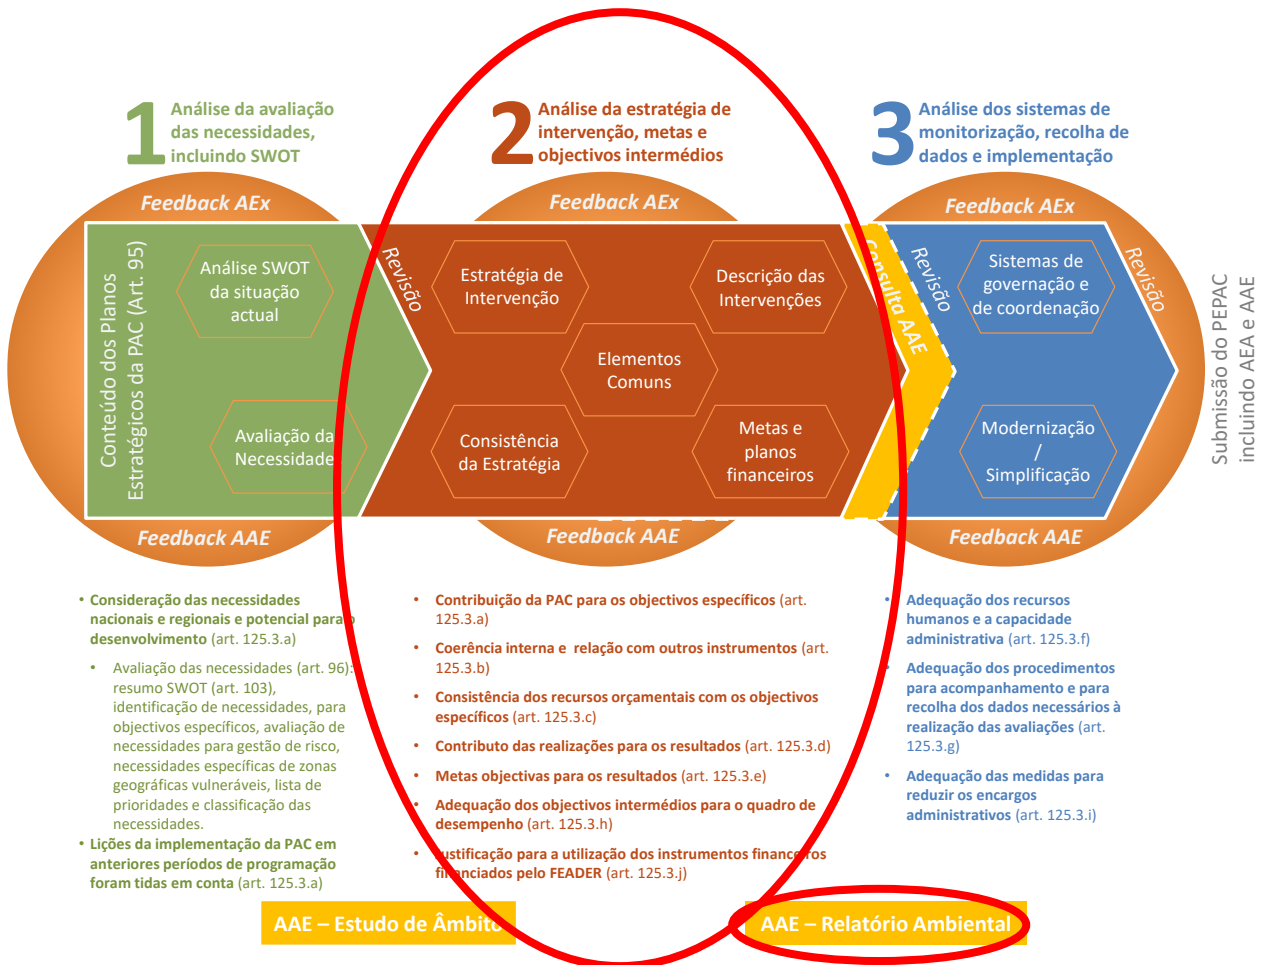 1
Análise da avaliação
das necessidades,
incluindo SWOT
2
Análise da estratégia de
intervenção, metas e
objectivos intermédios
3
Análise dos sistemas de
monitorização, recolha de
dados e implementação
Feedback AEx
Feedback AEx
Feedback AEx
Conteúdo dos Planos
Estratégicos da PAC (Art. 95)
Análise SWOT
da situação
actual
Avaliação da
Necessidade
Revisão
Estratégia de
Intervenção
Descrição das
Intervenções
Elementos
Comuns
Consistência
da Estratégia
Metas e
planos
financeiros
Consulta AAE
Revisão
Sistemas de
governação e
de coordenação
Modernização
/
Simplificação
Revisão
Submissão do PEPAC
incluindo AEA e AAE
Feedback AAE
Feedback AAE
Feedback AAE
• Consideração das necessidades
nacionais e regionais e potencial para o
desenvolvimento (art. 125.3.a)
• Avaliação das necessidades (art. 96):
resumo SWOT (art. 103),
identificação de necessidades, para
objectivos específicos, avaliação de
necessidades para gestão de risco,
necessidades específicas de zonas
geográficas vulneráveis, lista de
prioridades e classificação das
necessidades.
• Lições da implementação da PAC em
anteriores períodos de programação
foram tidas em conta (art. 125.3.a)
• Contribuição da PAC para os objectivos específicos (art.
125.3.a)
• Coerência interna e relação com outros instrumentos (art.
125.3.b)
• Consistência dos recursos orçamentais com os objectivos
específicos (art. 125.3.c)
• Contributo das realizações para os resultados (art. 125.3.d)
• Metas objectivas para os resultados (art. 125.3.e)
• Adequação dos objectivos intermédios para o quadro de
desempenho (art. 125.3.h)
• Justificação para a utilização dos instrumentos financeiros
financiados pelo FEADER (art. 125.3.j)
• Adequação dos recursos
humanos e a capacidade
administrativa (art. 125.3.f)
• Adequação dos procedimentos
para acompanhamento e para
recolha dos dados necessários à
realização das avaliações (art.
125.3.g)
• Adequação das medidas para
reduzir os encargos
administrativos (art. 125.3.i)
AAE – Estudo de Âmbito
AAE – Relatório Ambiental